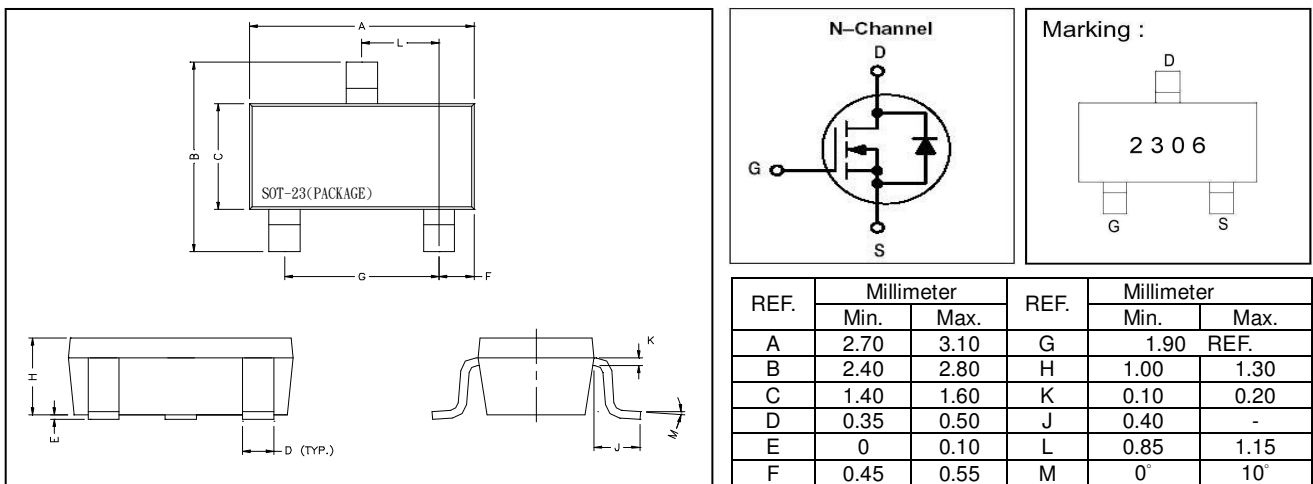 A
L
B
C
SOT-23(PACKAGE)
G
F
H
E
D (TYP.)
K
J
M
N–Channel
D
G
S
Marking :
D
2306
G
S
REF. Millimeter REF. Millimeter
Min. Max. Min. Max.
A 2.70 3.10 G 1.90 REF.
B 2.40 2.80 H 1.00 1.30
C 1.40 1.60 K 0.10 0.20
D 0.35 0.50 J 0.40 -
E 0 0.10 L 0.85 1.15
F 0.45 0.55 M 0° 10°